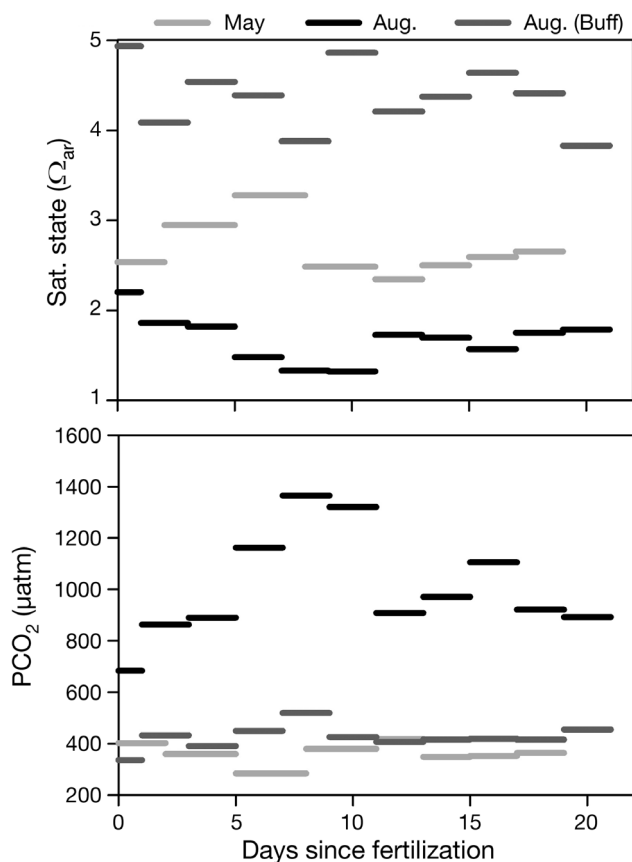 May Aug. Aug. (Buff)
5
4
3
2
1
Sat. state (Ωar)
1600
1400
1200
1000
800
600
400
200
PCO2 (µatm)
0 5 10 15 20
Days since fertilization